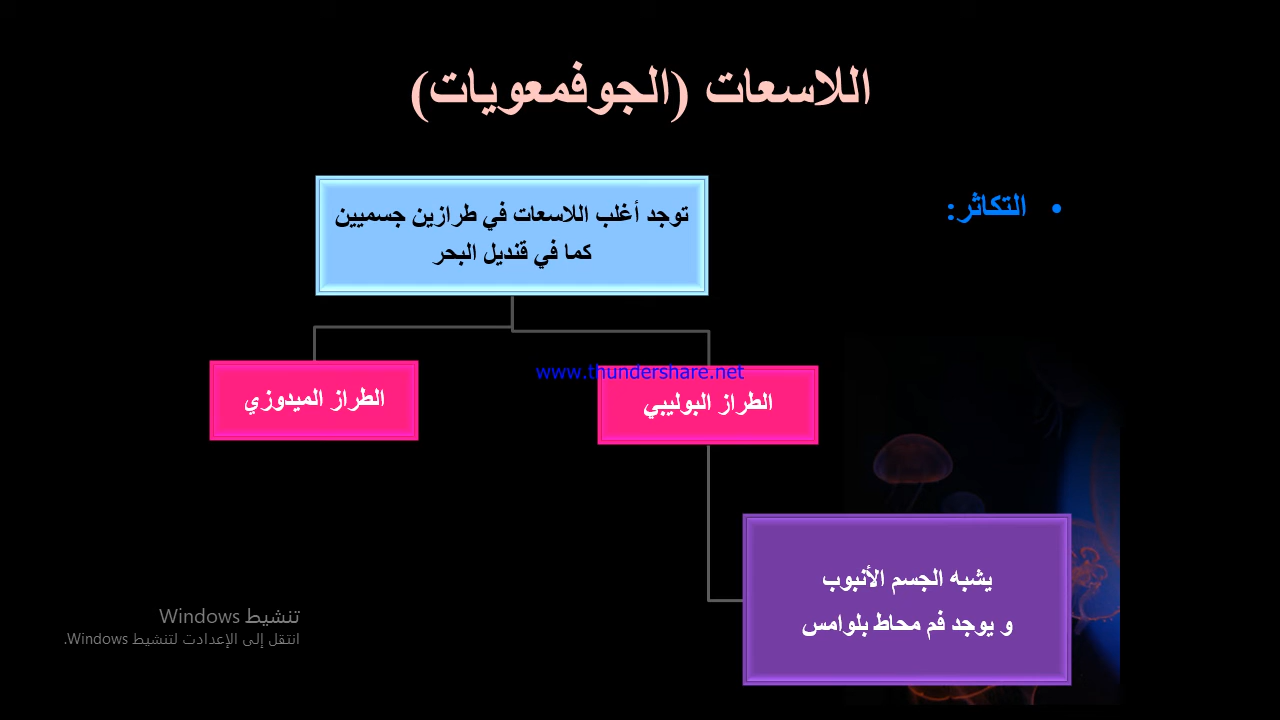 اللاسعات (الجوفمعويات)
• التكاثر:
توجد أغلب اللاسعات في طرازين جسميين
كما في قنديل البحر
www.thundershare.net
الطراز البوليبي
الطراز الميدوزي
يشبه الجسم الأنبوب
و يوجد فم محاط بلوامس
تنشيط Windows
انتقل إلى الإعدادت لتنشيط Windows.